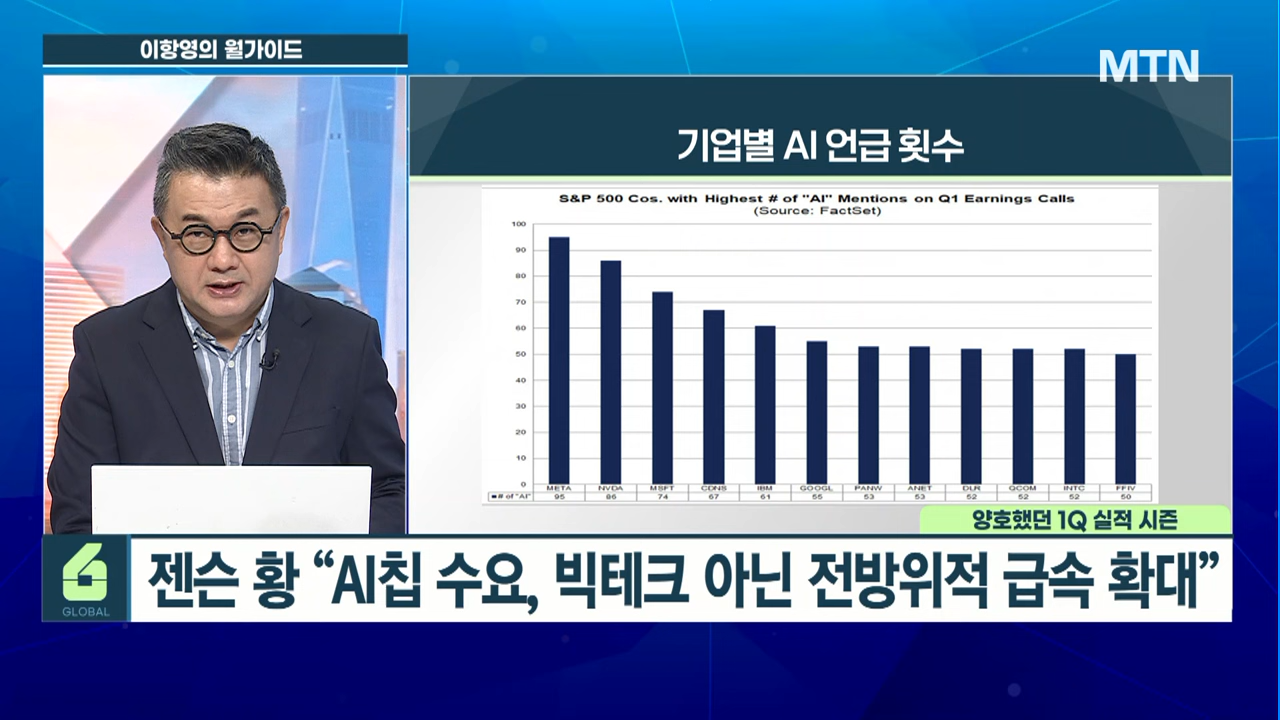 이항영의 월가이드
MTN
기업별 AI 언급 횟수
S&P 500 Cos. with Highest # of "AI" Mentions on Q1 Earnings Calls
(Source: FactSet)
100
90
80
70
60
50
40
30
20
10
0
META NVDA MSFT CDNS IBM GOOGL PANW ANET DLR QCOM INTC FFIV
# of "AI" 95 86 74 67 61 55 53 53 52 52 52 50
양호했던 1Q 실적 시즌
6
GLOBAL
젠슨 황 “AI칩 수요, 빅테크 아닌 전방위적 급속 확대”